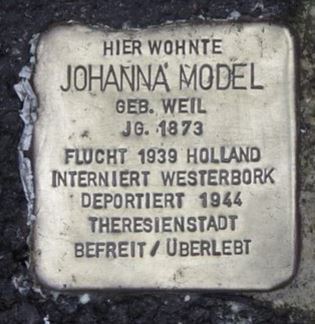 HIER WOHNTE
JOHANNA MODEL
GEB. WEIL
JG. 1873
FLUCHT 1939 HOLLAND
INTERNIERT WESTERBORK
DEPORTIERT 1944
THERESIENSTADT
BEFREIT / ÜBERLEBT